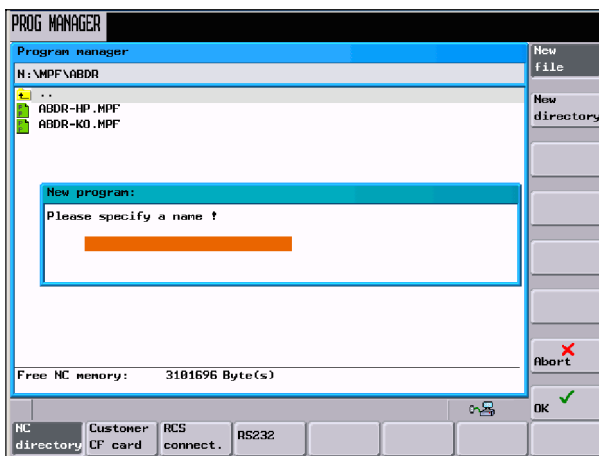 PROG MANAGER
Program manager
N:\MPF\ABDR
..
ABDR-HP.MPF
ABDR-KO.MPF
New program:
Please specify a name !
Free NC memory: 3101696 Byte(s)
New
file
New
directory
Abort
OK
NC
directory
Customer
CF card
RCS
connect.
RS232